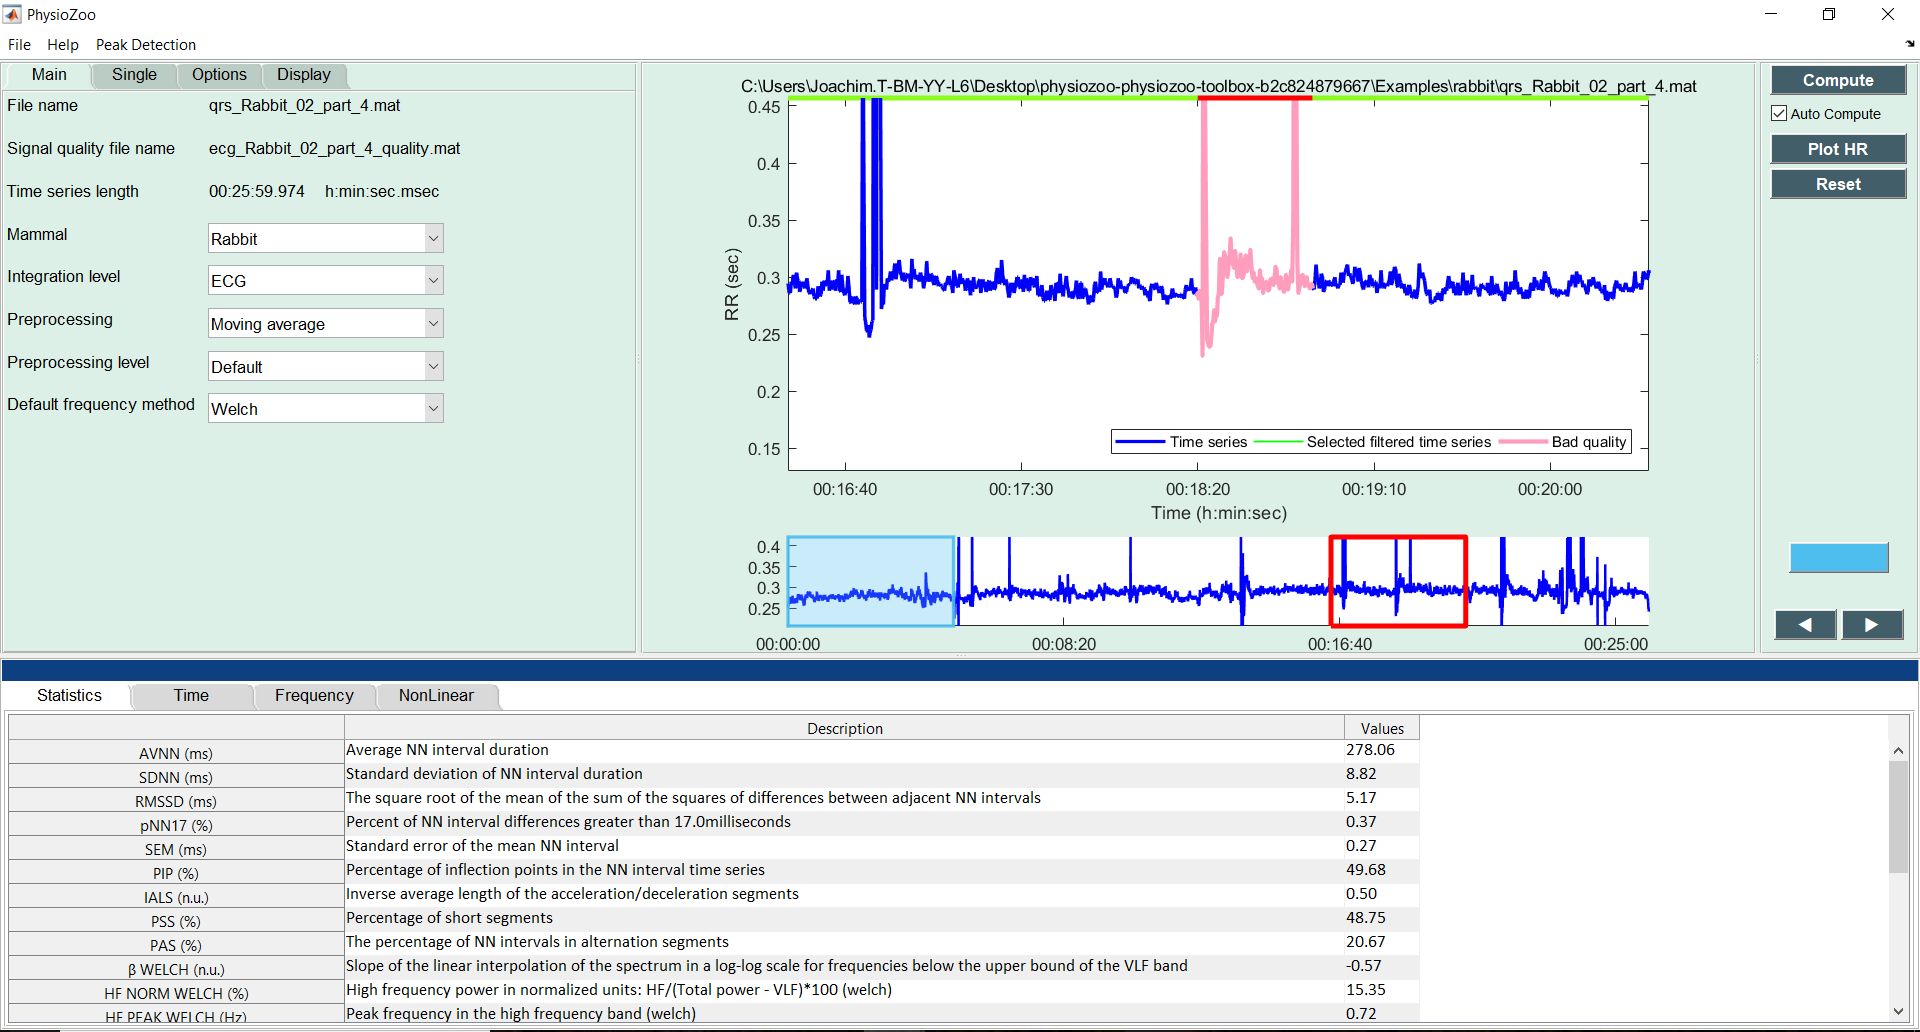 PhysioZoo
File Help Peak Detection
Main Single Options Display
File name qrs_Rabbit_02_part_4.mat
Signal quality file name ecg_Rabbit_02_part_4_quality.mat
Time series length 00:25:59.974 h:min:sec.msec
Mammal Rabbit
Integration level ECG
Preprocessing Moving average
Preprocessing level Default
Default frequency method Welch
C:\Users\Joachim.T-BM-YY-L6\Desktop\physiozoo-physiozoo-toolbox-b2c824879667\Examples\rabbit\qrs_Rabbit_02_part_4.mat
0.45
0.4
0.35
0.3
0.25
0.2
0.15
RR (sec)
Time series Selected filtered time series Bad quality
00:16:40 00:17:30 00:18:20 00:19:10 00:20:00
Time (h:min:sec)
0.4
0.35
0.3
0.25
00:00:00 00:08:20 00:16:40 00:25:00
Compute
Auto Compute
Plot HR
Reset
Statistics Time Frequency NonLinear
Description Values
AVNN (ms) Average NN interval duration 278.06
SDNN (ms) Standard deviation of NN interval duration 8.82
RMSSD (ms) The square root of the mean of the sum of the squares of differences between adjacent NN intervals 5.17
pNN17 (%) Percent of NN interval differences greater than 17.0milliseconds 0.37
SEM (ms) Standard error of the mean NN interval 0.27
PIP (%) Percentage of inflection points in the NN interval time series 49.68
IALS (n.u.) Inverse average length of the acceleration/deceleration segments 0.50
PSS (%) Percentage of short segments 48.75
PAS (%) The percentage of NN intervals in alternation segments 20.67
β WELCH (n.u.) Slope of the linear interpolation of the spectrum in a log-log scale for frequencies below the upper bound of the VLF band -0.57
HF NORM WELCH (%) High frequency power in normalized units: HF/(Total power - VLF)*100 (welch) 15.35
HF PEAK WELCH (Hz) Peak frequency in the high frequency band (welch) 0.72